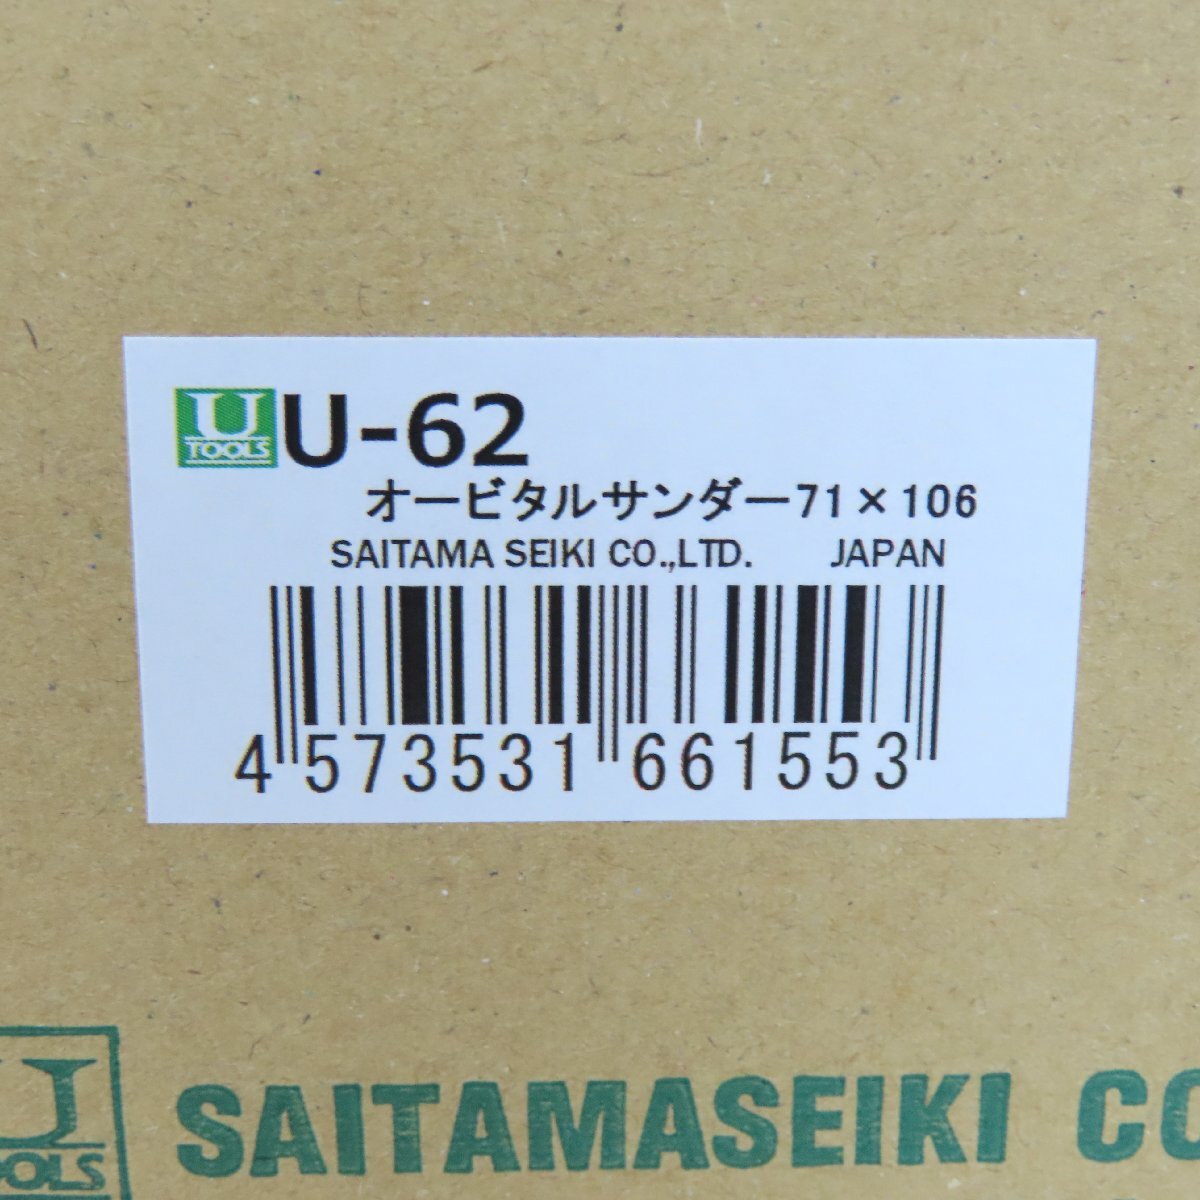 U TOOLS U-62
オービタルサンダー71×106
SAITAMA SEIKI CO.,LTD. JAPAN
4 573531 661553
U TOOLS SAITAMASEIKI CO